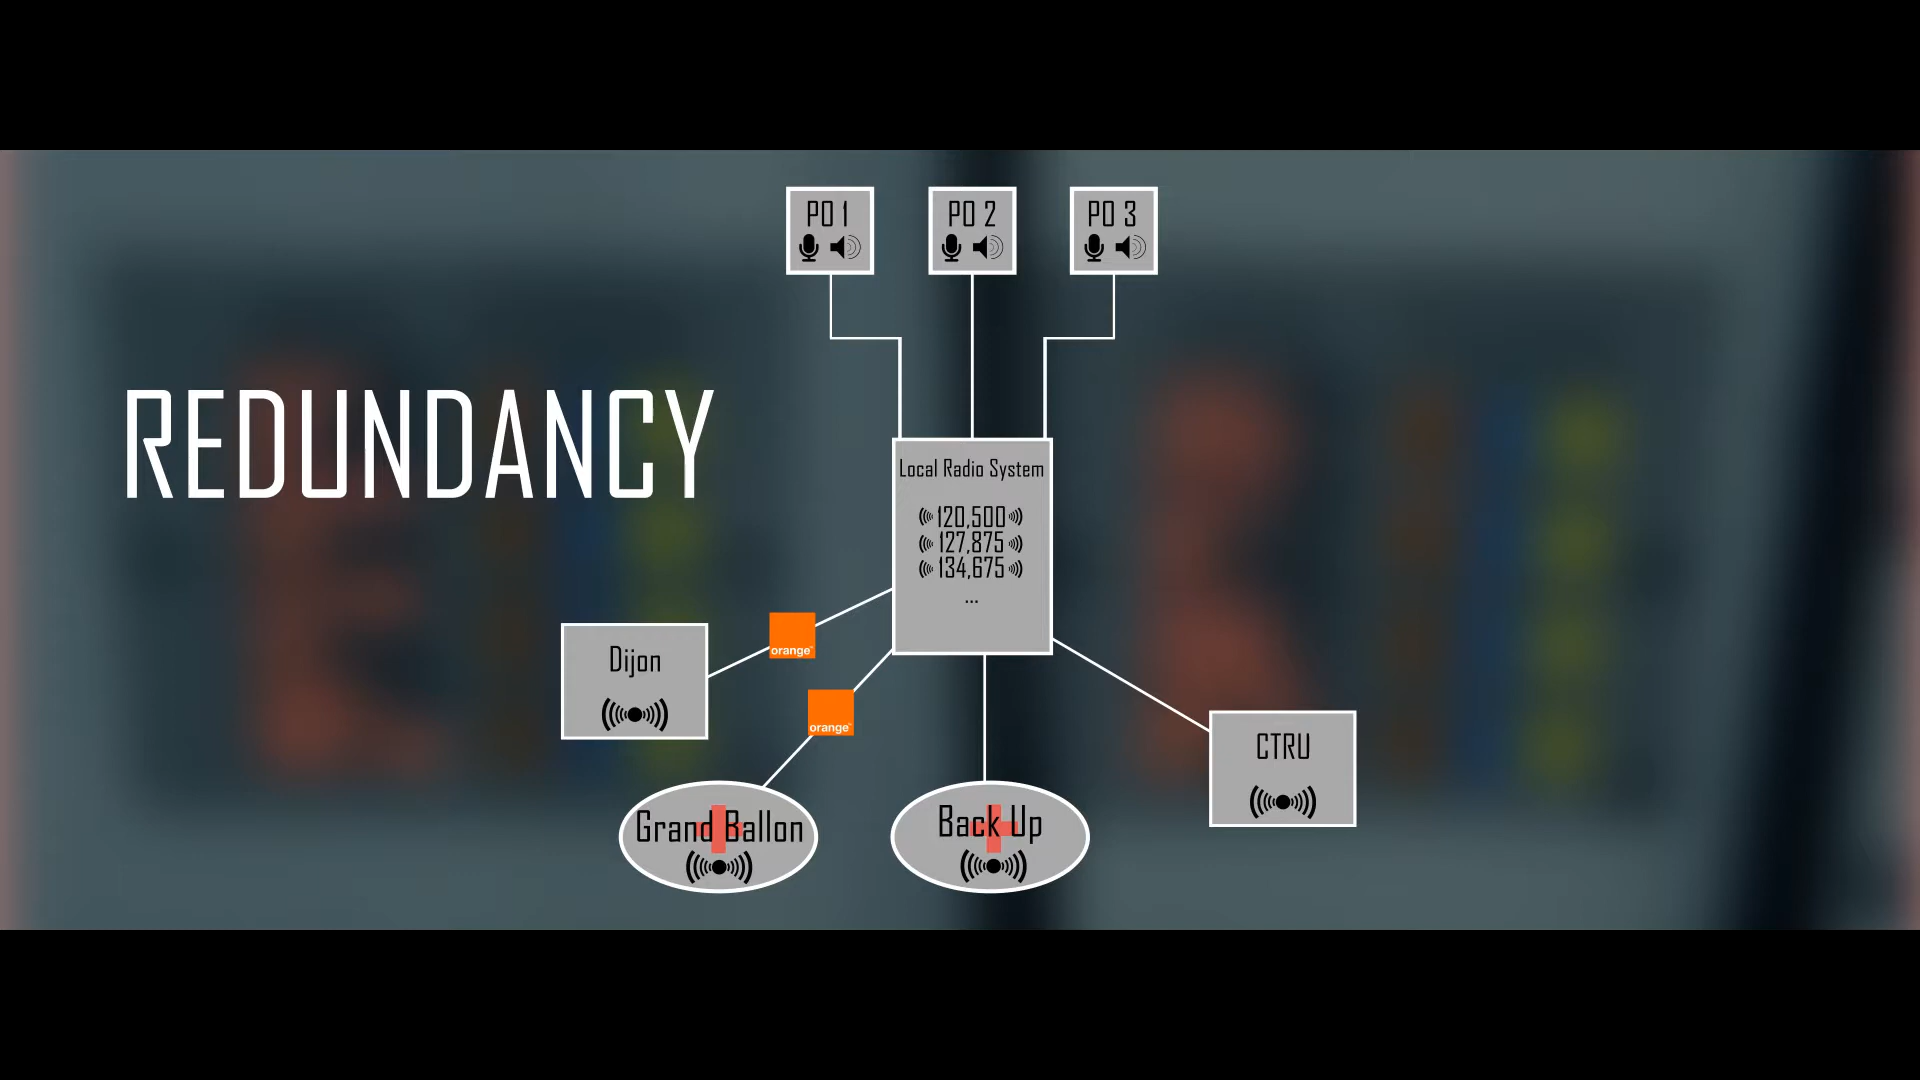 PO 1
PO 2
PO 3
REDUNDANCY
Local Radio System
120,500
127,875
134,675
...
orange
Dijon
orange
CTRU
Grand Ballon
Back Up